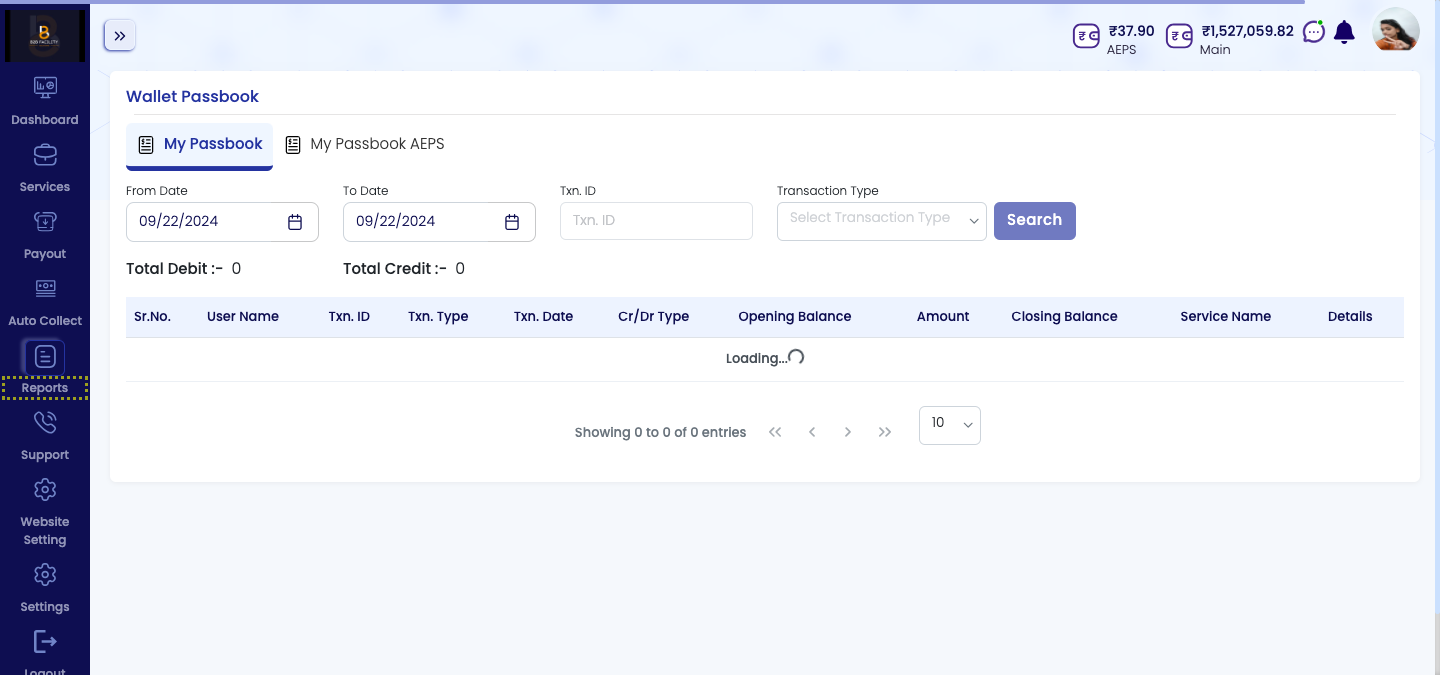 B2B FACILITY
₹37.90
AEPS
₹1,527,059.82
Main
Dashboard
Services
Payout
Auto Collect
Reports
Support
Website
Setting
Settings
Logout
Wallet Passbook
My Passbook
My Passbook AEPS
From Date
To Date
Txn. ID
Transaction Type
09/22/2024
09/22/2024
Txn. ID
Select Transaction Type
Search
Total Debit :- 0
Total Credit :- 0
Sr.No. User Name Txn. ID Txn. Type Txn. Date Cr/Dr Type Opening Balance Amount Closing Balance Service Name Details
Loading...
Showing 0 to 0 of 0 entries
10